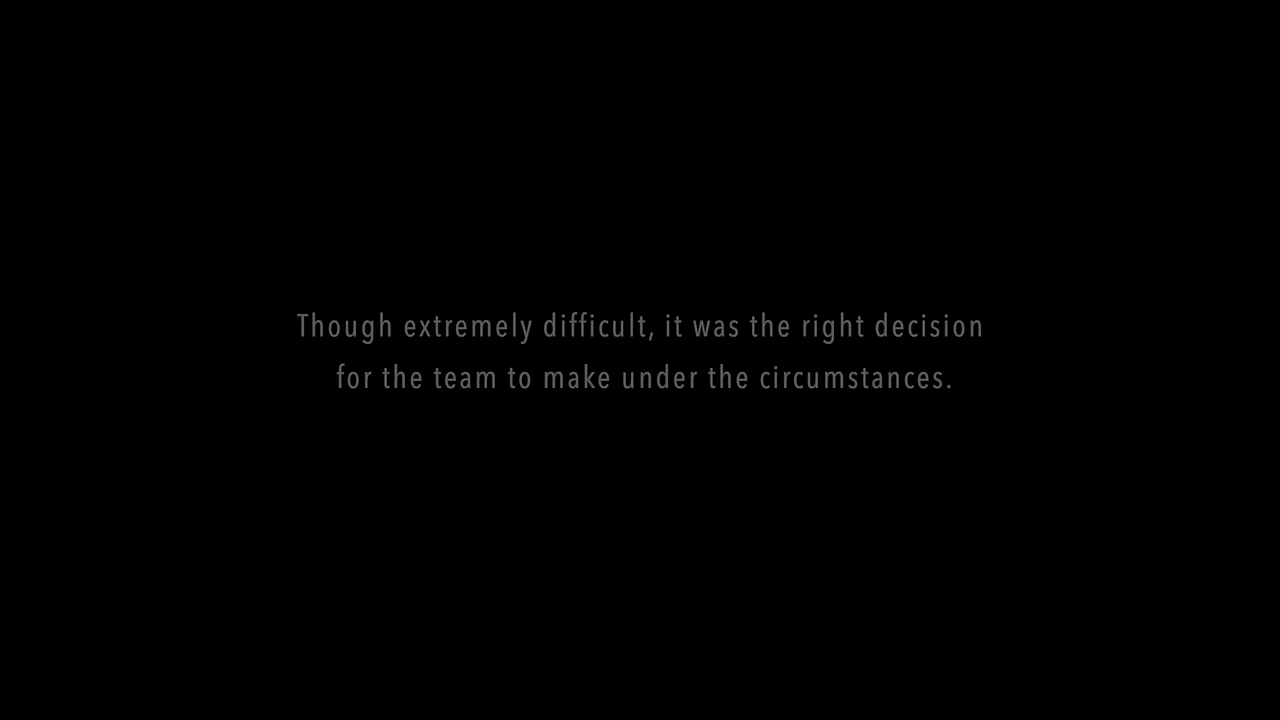 Though extremely difficult, it was the right decision
for the team to make under the circumstances.